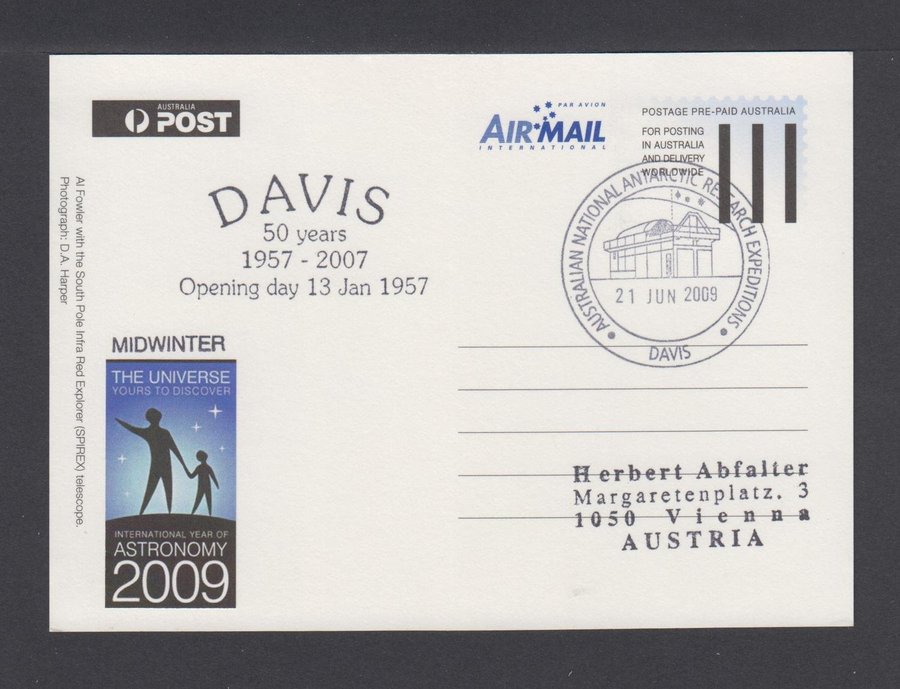 AUSTRALIA
POST
PAR AVION
AIR MAIL
INTERNATIONAL
POSTAGE PRE-PAID AUSTRALIA
FOR POSTING
IN AUSTRALIA
AND DELIVERY
WORLDWIDE
AUSTRALIAN NATIONAL ANTARCTIC RESEARCH EXPEDITIONS
21 JUN 2009
DAVIS
DAVIS
50 years
1957 - 2007
Opening day 13 Jan 1957
Al Fowler with the South Pole Infra Red Explorer (SPIREX) telescope.
Photograph: D.A. Harper
MIDWINTER
THE UNIVERSE
YOURS TO DISCOVER
INTERNATIONAL YEAR OF
ASTRONOMY
2009
Herbert Abfalter
Margaretenplatz. 3
1050 Vienna
AUSTRIA